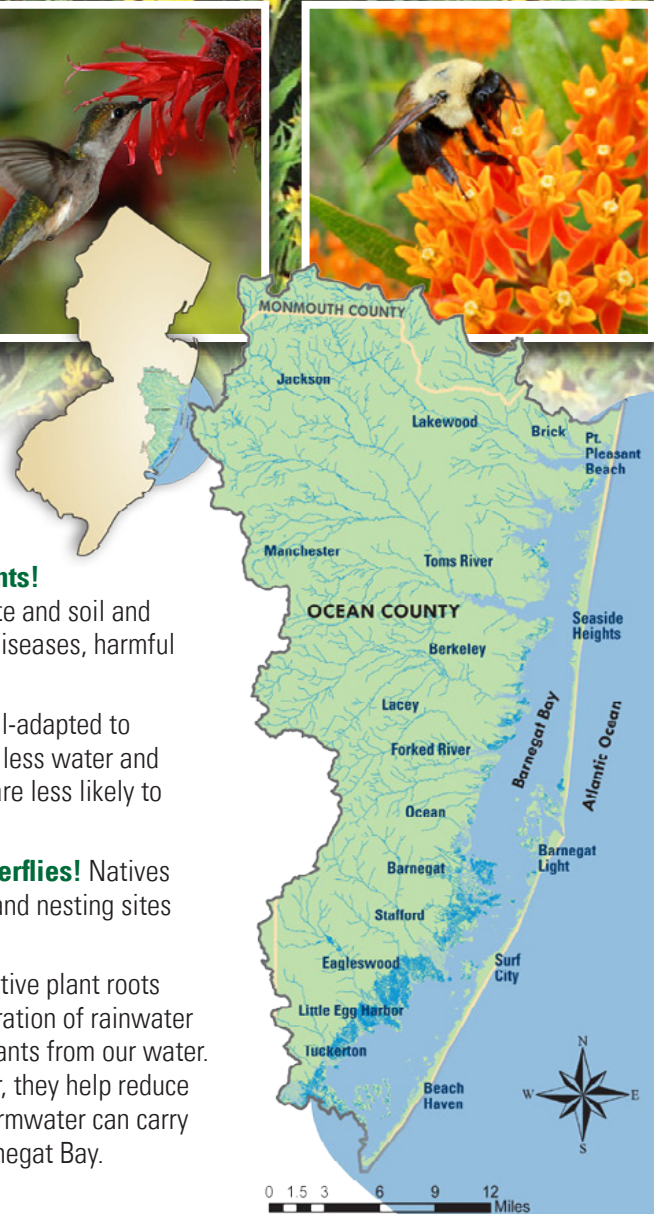 MONMOUTH COUNTY
Jackson
Lakewood
Brick
Pt.
Pleasant
Beach
Manchester
Toms River
OCEAN COUNTY
Seaside
Heights
Berkeley
Lacey
Forked River
Barnegat Bay
Atlantic Ocean
Ocean
Barnegat
Light
Barnegat
Stafford
Eagleswood
Surf
City
Little Egg Harbor
Tuckerton
Beach
Haven
N
W
E
S
0 1.5 3 6 9 12
Miles
nts!
te and soil and
iseases, harmful
l-adapted to
less water and
are less likely to
erflies! Natives
and nesting sites
tive plant roots
ration of rainwater
ants from our water.
r, they help reduce
rmwater can carry
negat Bay.